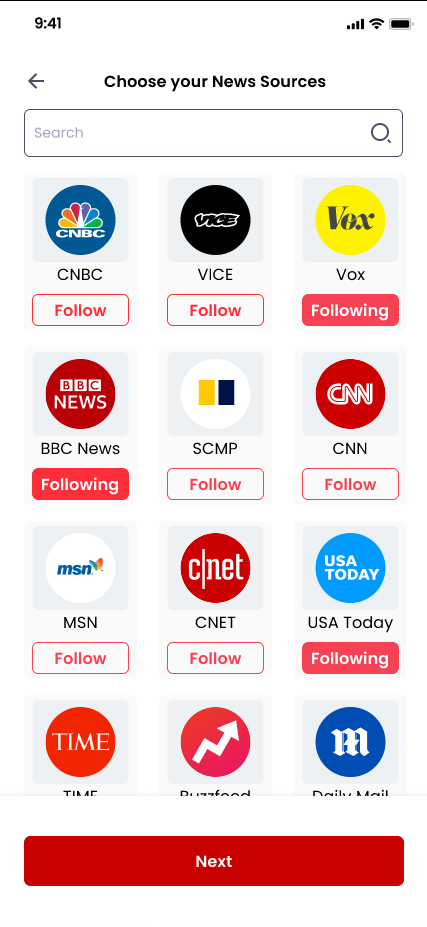 9:41
Choose your News Sources
Search
CNBC
VICE
Vox
CNBC VICE Vox
Follow Follow Following
BBC
NEWS
CNN
BBC News SCMP CNN
Following Follow Follow
msn
c|net
USA
TODAY
MSN CNET USA Today
Follow Follow Following
TIME
TIME Buzzfeed Daily Mail
Next